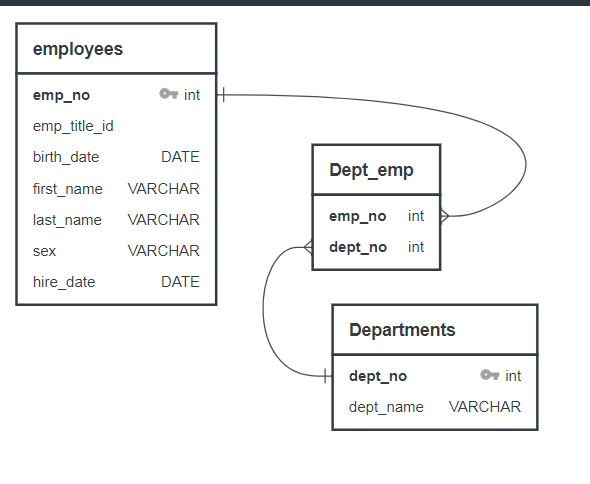 employees
emp_no int
emp_title_id
birth_date DATE
first_name VARCHAR
last_name VARCHAR
sex VARCHAR
hire_date DATE
Dept_emp
emp_no int
dept_no int
Departments
dept_no int
dept_name VARCHAR